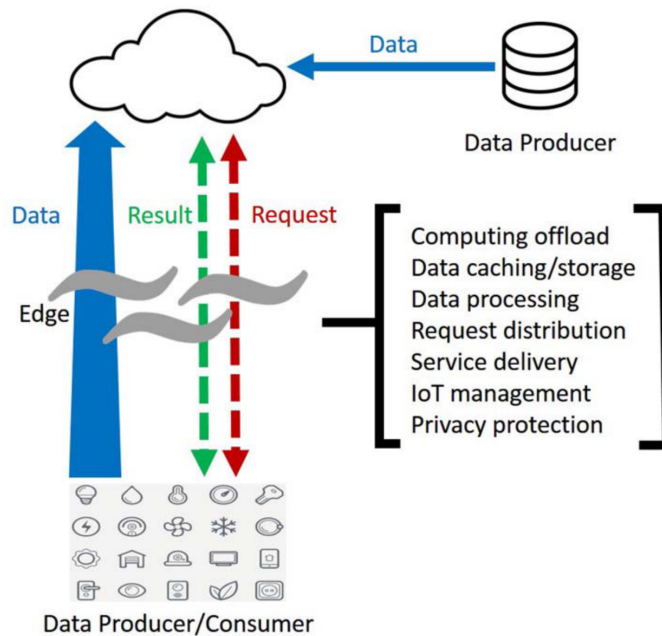 Data
Data Producer
Data
Result
Request
Edge
Computing offload
Data caching/storage
Data processing
Request distribution
Service delivery
IoT management
Privacy protection
Data Producer/Consumer